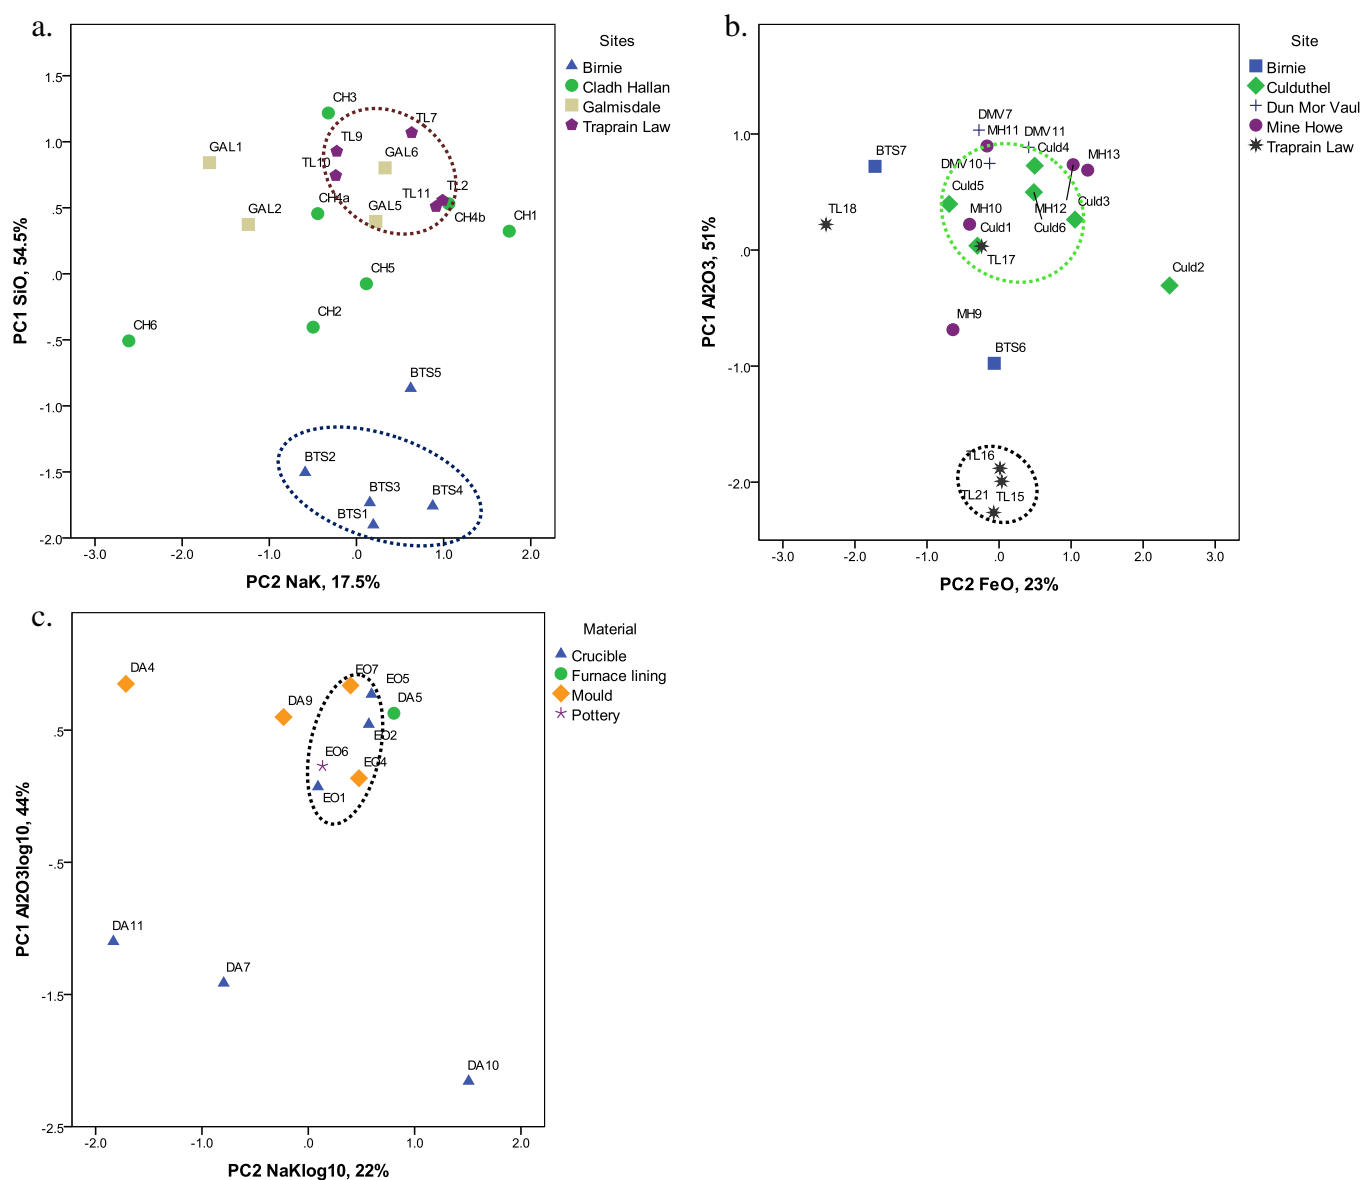 a.
Sites
Birnie
Cladh Hallan
Galmisdale
Traprain Law
1.5
1.0
.5
.0
-.5
-1.0
-1.5
-2.0
PC1 SiO, 54.5%
CH3
TL7
TL9
GAL1
GAL6
TL10
TL11
TL2
CH4a
GAL5
GAL2
CH4b
CH1
CH5
CH2
CH6
BTS5
BTS2
BTS3
BTS4
BTS1
-3.0 -2.0 -1.0 .0 1.0 2.0
PC2 NaK, 17.5%
b.
Site
Birnie
Culduthel
Dun Mor Vaul
Mine Howe
Traprain Law
1.0
.0
-1.0
-2.0
PC1 Al2O3, 51%
DMV7
MH11
DMV11
Culd4
BTS7
DMV10
MH13
Culd5
TL18
MH10
MH12
Culd3
Culd1
Culd6
TL17
Culd2
MH9
BTS6
TL16
TL21
TL15
-3.0 -2.0 -1.0 .0 1.0 2.0 3.0
PC2 FeO, 23%
c.
Material
Crucible
Furnace lining
Mould
Pottery
.5
-.5
-1.5
-2.5
PC1 Al2O3log10, 44%
DA4
EO7
EO5
DA9
DA5
EO2
EO6
EO4
EO1
DA11
DA7
DA10
-2.0 -1.0 .0 1.0 2.0
PC2 NaKlog10, 22%